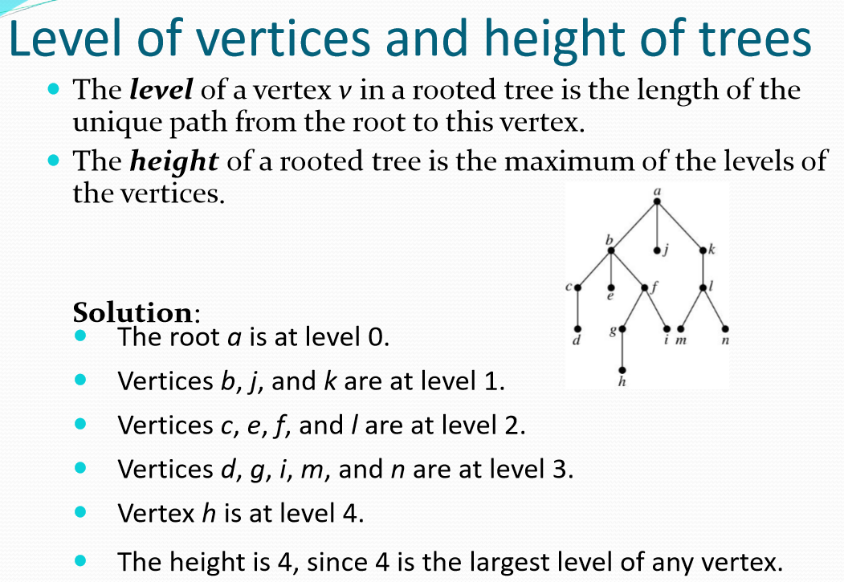 Level of vertices and height of trees
The level of a vertex v in a rooted tree is the length of the
unique path from the root to this vertex.
The height of a rooted tree is the maximum of the levels of
the vertices.
a
b
j
k
c
e
f
l
d
g
i
m
n
h
Solution:
The root a is at level 0.
Vertices b, j, and k are at level 1.
Vertices c, e, f, and l are at level 2.
Vertices d, g, i, m, and n are at level 3.
Vertex h is at level 4.
The height is 4, since 4 is the largest level of any vertex.